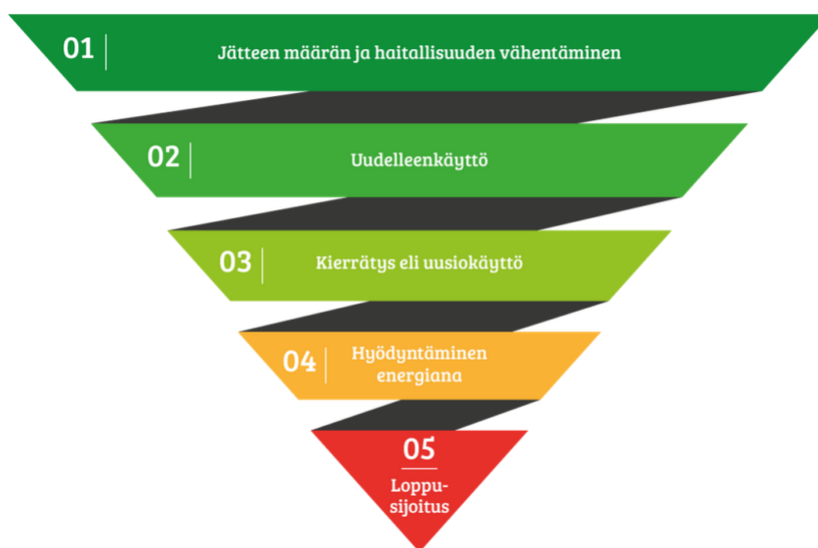 01
Jätteen määrän ja haitallisuuden vähentäminen
02
Uudelleenkäyttö
03
Kierrätys eli uusiokäyttö
04
Hyödyntäminen
energiana
05
Loppu-
sijoitus